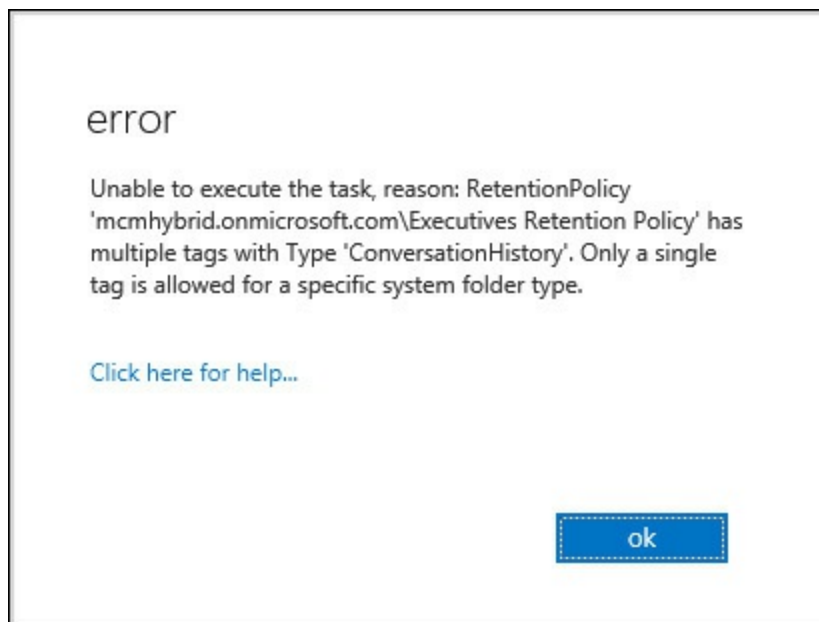 error
Unable to execute the task, reason: RetentionPolicy
'mcmhybrid.onmicrosoft.com\Executives Retention Policy' has
multiple tags with Type 'ConversationHistory'. Only a single
tag is allowed for a specific system folder type.
Click here for help...
ok